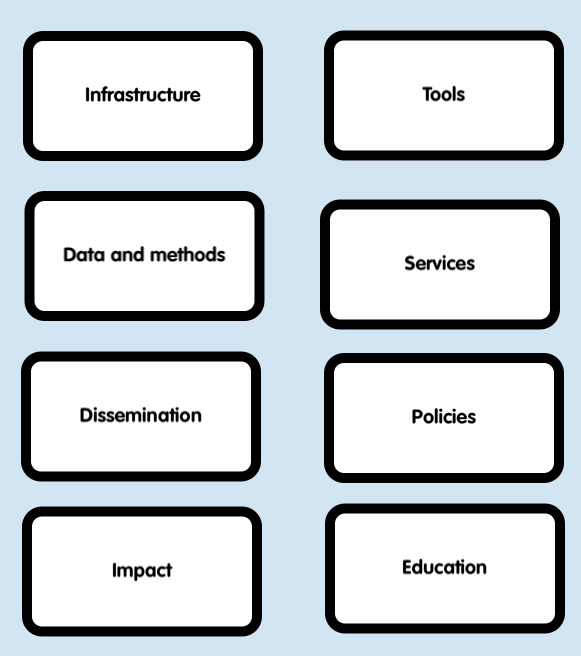 Infrastructure
Tools
Data and methods
Services
Dissemination
Policies
Impact
Education